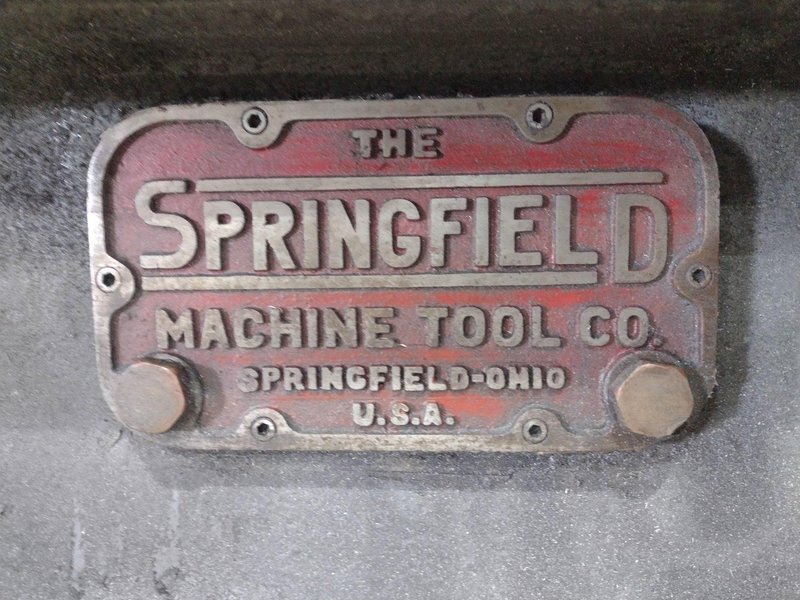 THE
SPRINGFIELD
MACHINE TOOL CO.
SPRINGFIELD-OHIO
U.S.A.